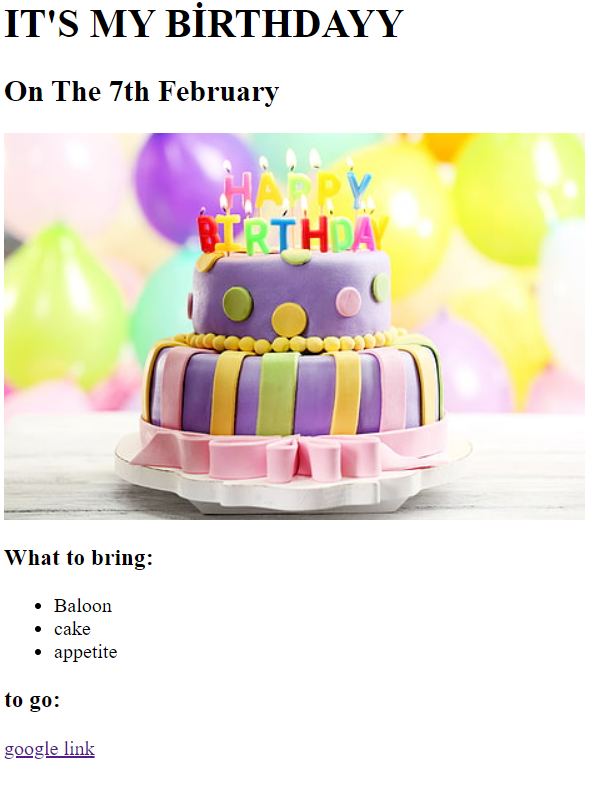 IT'S MY BİRTHDAYY
On The 7th February
HAPPY
BIRTHDAY
What to bring:
Baloon
cake
appetite
to go:
google link